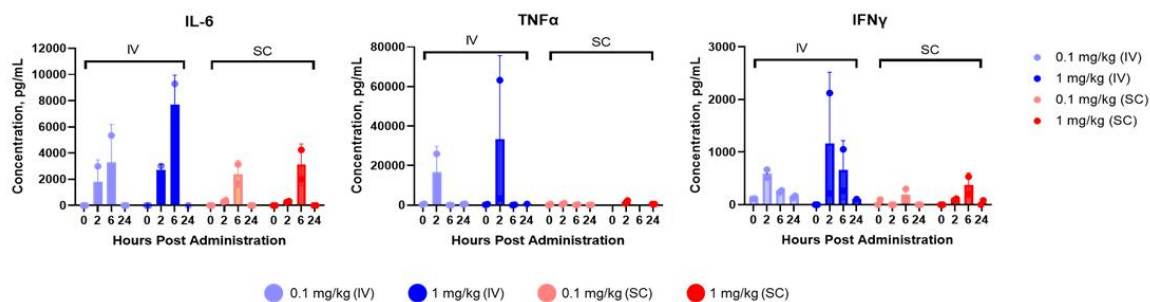 IL-6
TNFα
IFNγ
IV
SC
IV
SC
IV
SC
Concentration, pg/mL
12000
10000
8000
6000
4000
2000
0
0 2 6 24 0 2 6 24 0 2 6 24 0 2 6 24
Hours Post Administration
Concentration, pg/mL
80000
60000
40000
20000
0
0 2 6 24 0 2 6 24 0 2 6 24 0 2 6 24
Hours Post Administration
Concentration, pg/mL
3000
2000
1000
0
0 2 6 24 0 2 6 24 0 2 6 24 0 2 6 24
Hours Post Administration
0.1 mg/kg (IV)
1 mg/kg (IV)
0.1 mg/kg (SC)
1 mg/kg (SC)
0.1 mg/kg (IV) 1 mg/kg (IV) 0.1 mg/kg (SC) 1 mg/kg (SC)